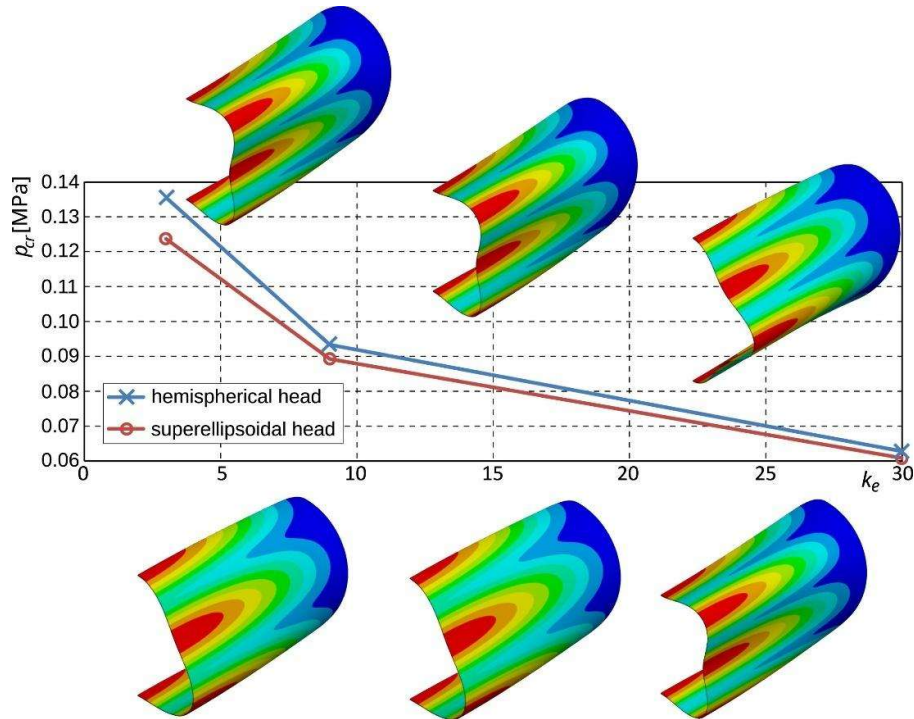 p_cr [MPa]
0.14
0.13
0.12
0.11
0.10
0.09
0.08
0.07
0.06
hemispherical head
superellipsoidal head
0 5 10 15 20 25 k_e 30